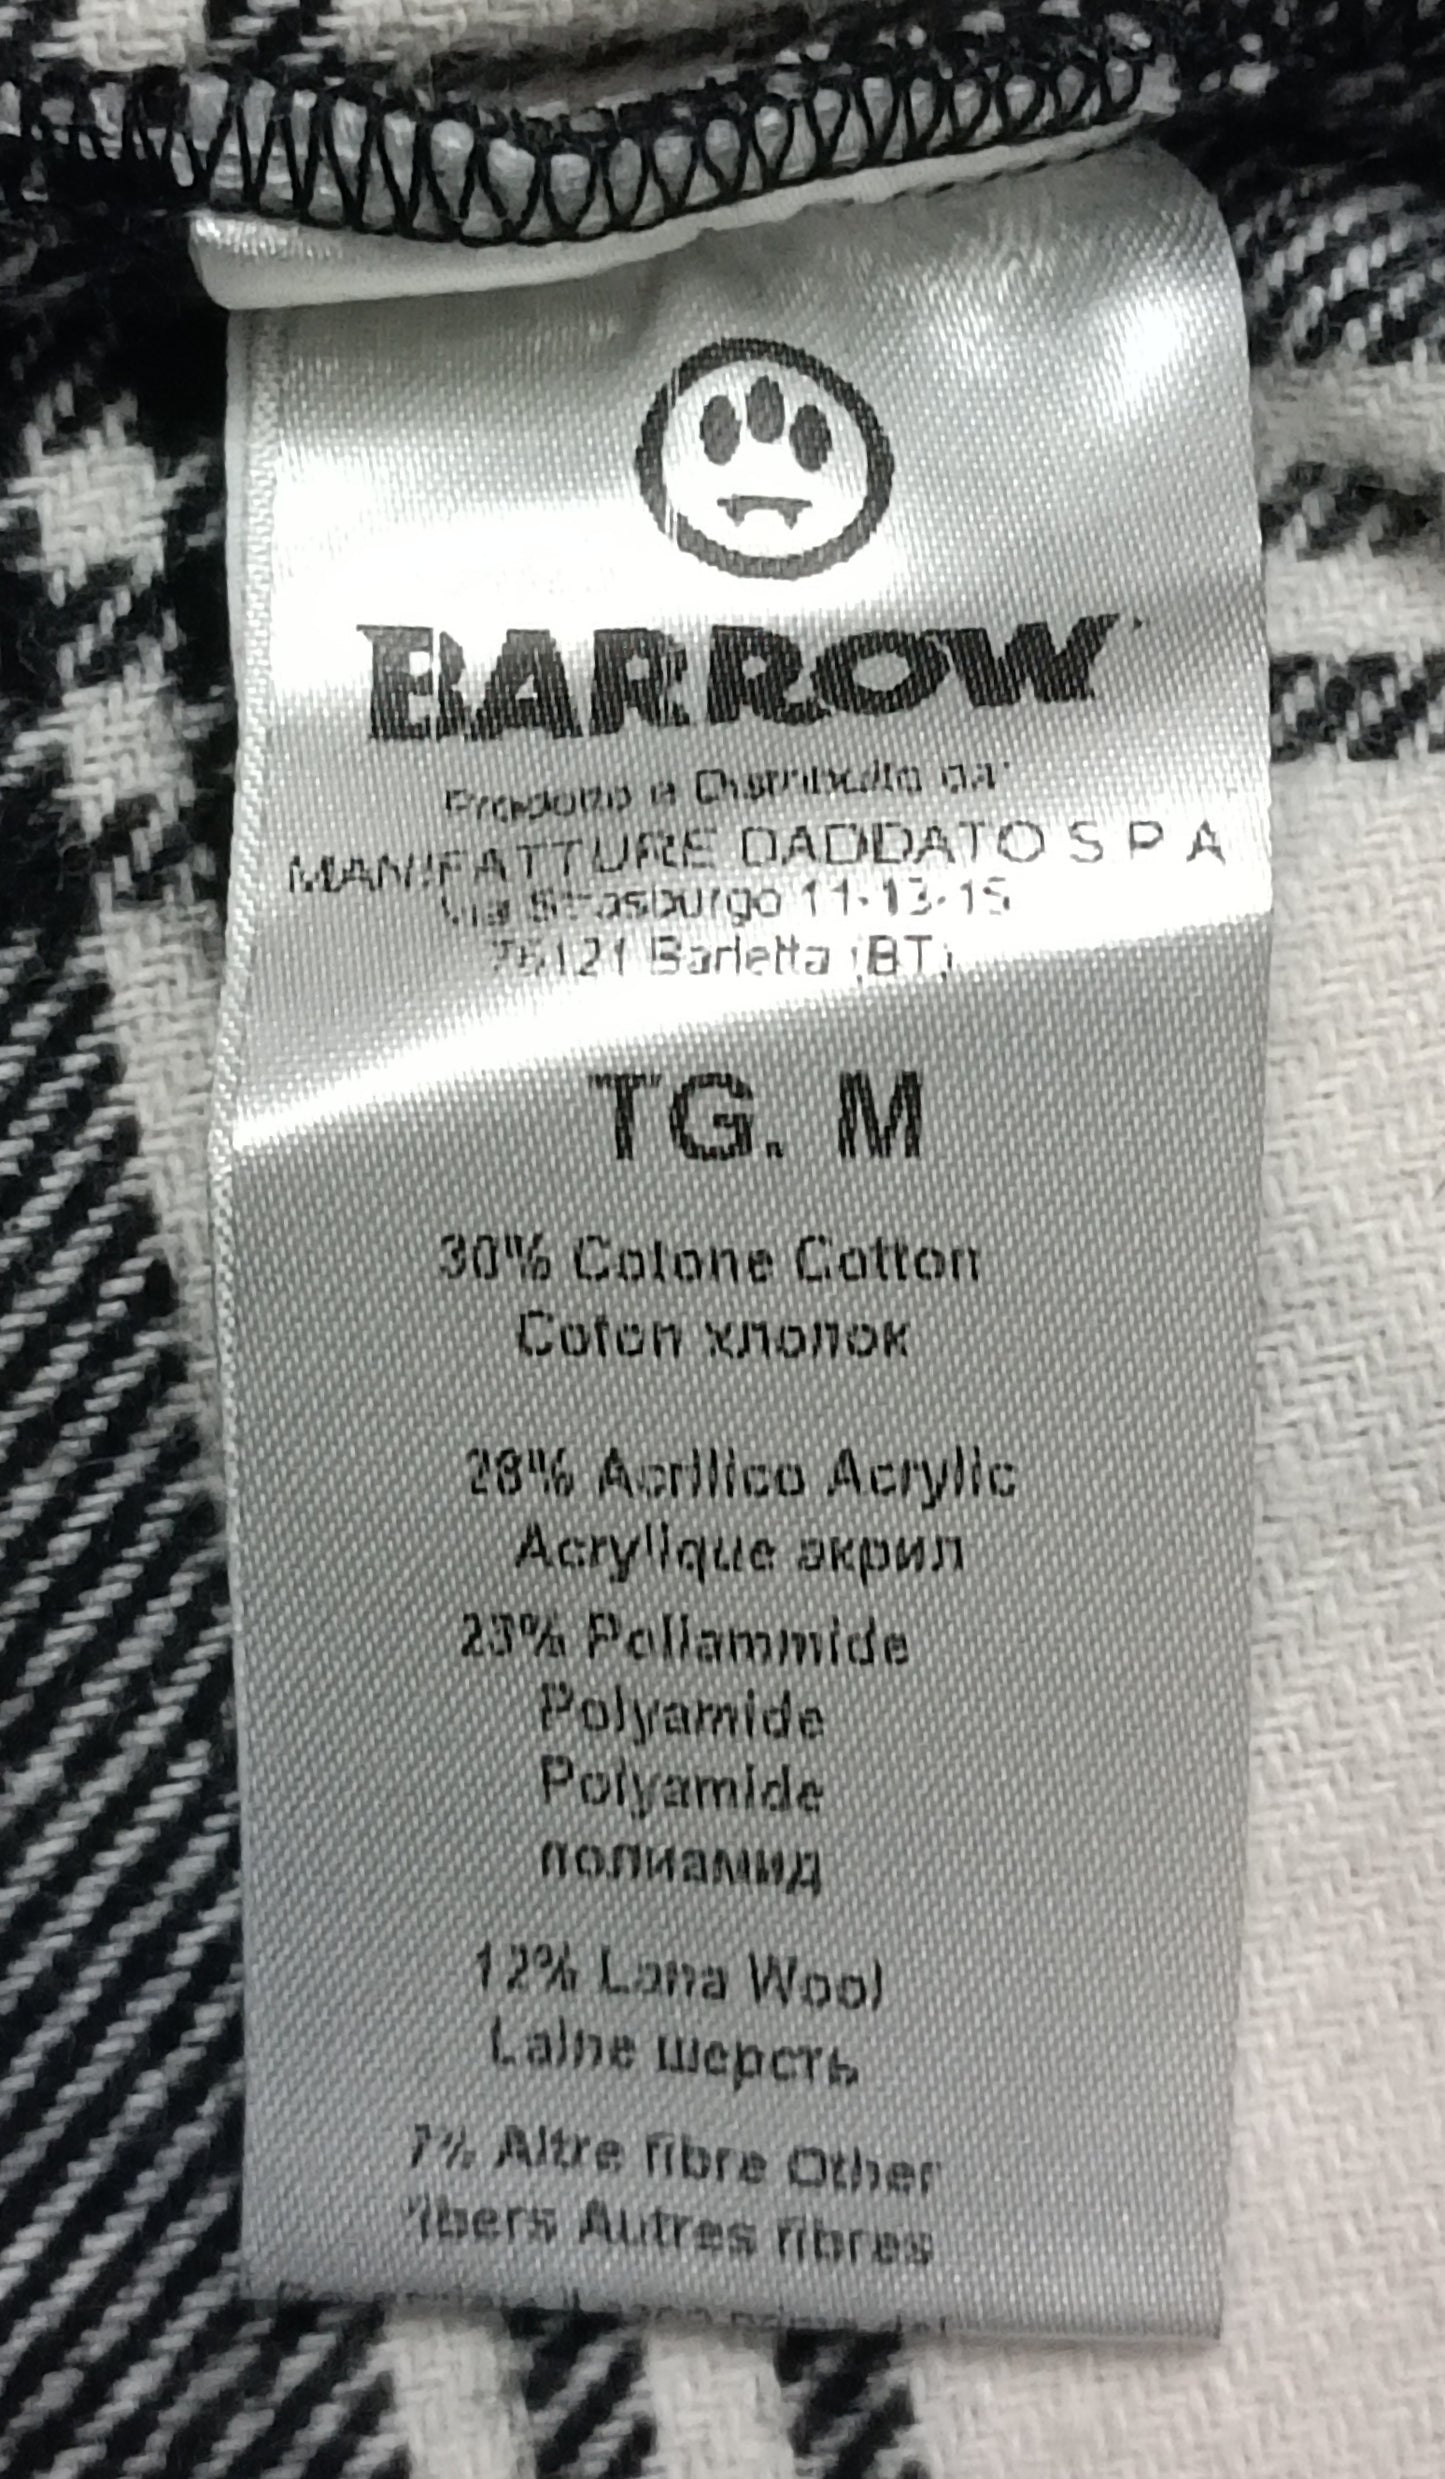 BARROW
Prodotto e Distribuito da:
MANIFATTURE DADDATO S P A
Via Strasburgo 11-13-15
76121 Barletta (BT)
TG. M
30% Cotone Cotton
Coton хлопок
28% Acrilico Acrylic
Acrylique акрил
23% Poliammide
Polyamide
Polyamide
полиамид
12% Lana Wool
Laine шерсть
7% Altre fibre Other
fibers Autres fibres
prima del